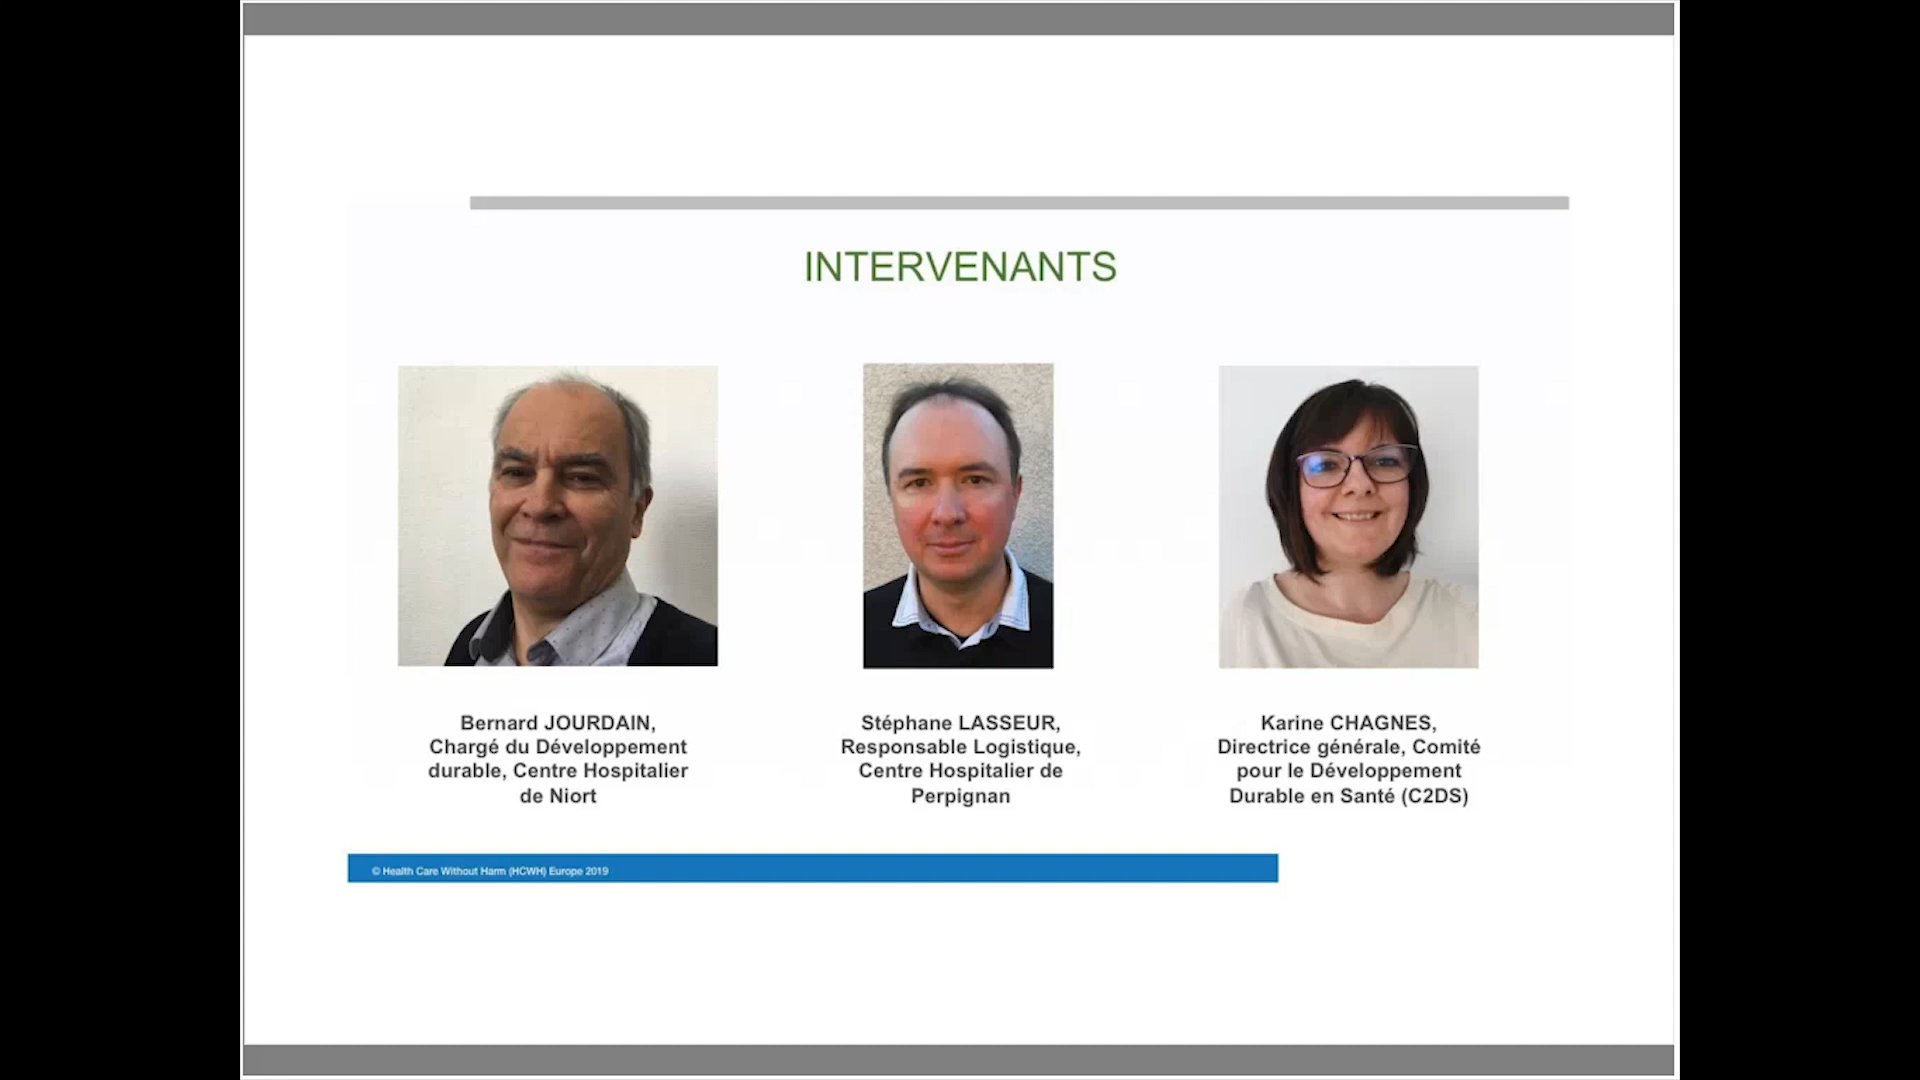 INTERVENANTS
Bernard JOURDAIN,
Chargé du Développement
durable, Centre Hospitalier
de Niort
Stéphane LASSEUR,
Responsable Logistique,
Centre Hospitalier de
Perpignan
Karine CHAGNES,
Directrice générale, Comité
pour le Développement
Durable en Santé (C2DS)
© Health Care Without Harm (HCWH) Europe 2019